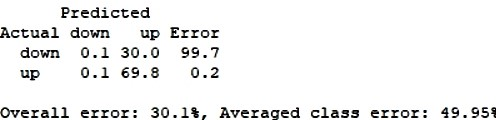 Predicted
Actual down up Error
down 0.1 30.0 99.7
up 0.1 69.8 0.2
Overall error: 30.1%, Averaged class error: 49.95%